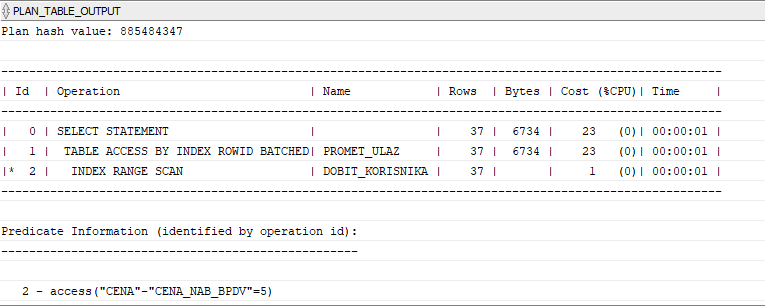 PLAN_TABLE_OUTPUT
Plan hash value: 885484347
-------------------------------------------------------------------------------------------------------
| Id  | Operation                           | Name            | Rows  | Bytes | Cost (%CPU)| Time     |
-------------------------------------------------------------------------------------------------------
|   0 | SELECT STATEMENT                    |                 |    37 |  6734 |    23   (0)| 00:00:01 |
|   1 |  TABLE ACCESS BY INDEX ROWID BATCHED| PROMET_ULAZ     |    37 |  6734 |    23   (0)| 00:00:01 |
|*  2 |   INDEX RANGE SCAN                  | DOBIT_KORISNIKA |    37 |       |     1   (0)| 00:00:01 |
-------------------------------------------------------------------------------------------------------
Predicate Information (identified by operation id):
---------------------------------------------------
   2 - access("CENA"-"CENA_NAB_BPDV"=5)